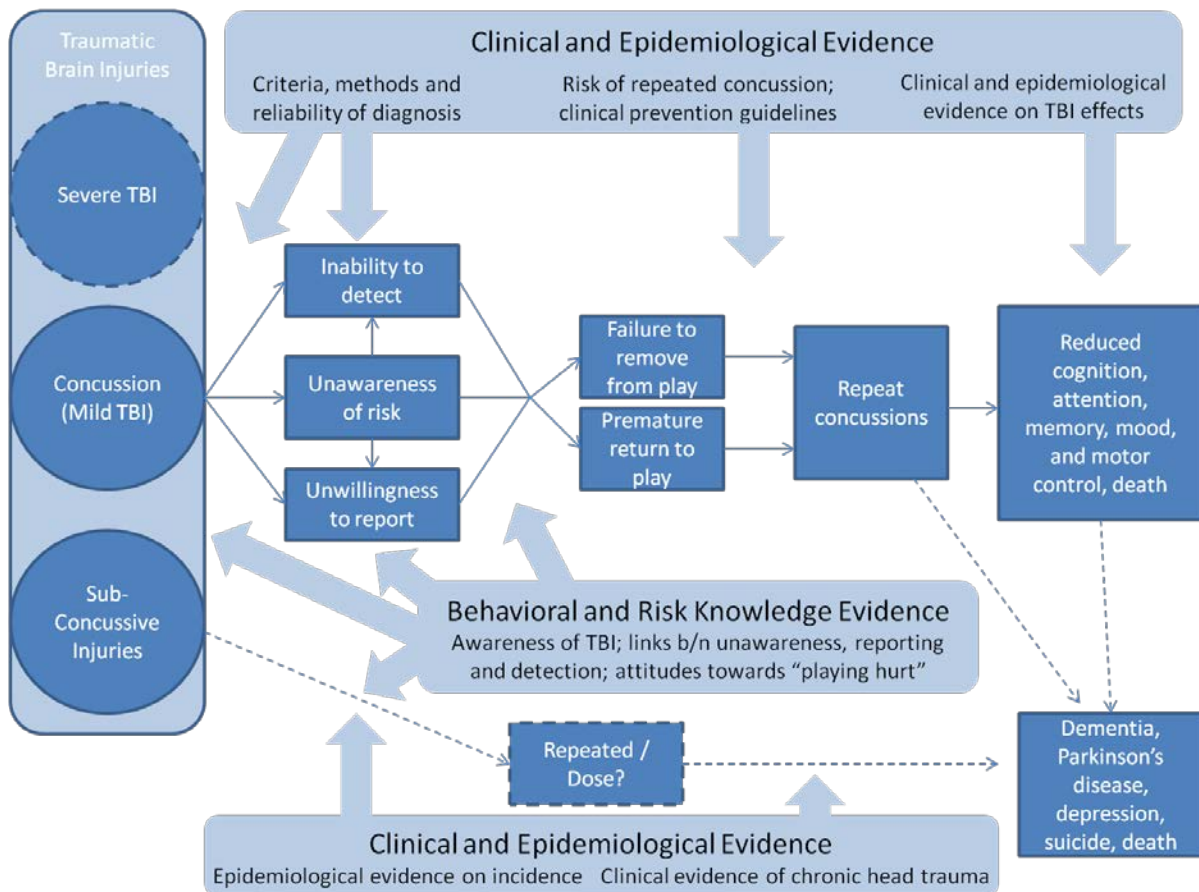 Traumatic
Brain Injuries
Severe TBI
Concussion
(Mild TBI)
Sub-
Concussive
Injuries
Clinical and Epidemiological Evidence
Criteria, methods and
reliability of diagnosis
Risk of repeated concussion;
clinical prevention guidelines
Clinical and epidemiological
evidence on TBI effects
Inability to
detect
Unawareness
of risk
Unwillingness
to report
Failure to
remove
from play
Premature
return to
play
Repeat
concussions
Reduced
cognition,
attention,
memory, mood,
and motor
control, death
Behavioral and Risk Knowledge Evidence
Awareness of TBI; links b/n unawareness, reporting
and detection; attitudes towards “playing hurt”
Repeated /
Dose?
Dementia,
Parkinson’s
disease,
depression,
suicide, death
Clinical and Epidemiological Evidence
Epidemiological evidence on incidence
Clinical evidence of chronic head trauma